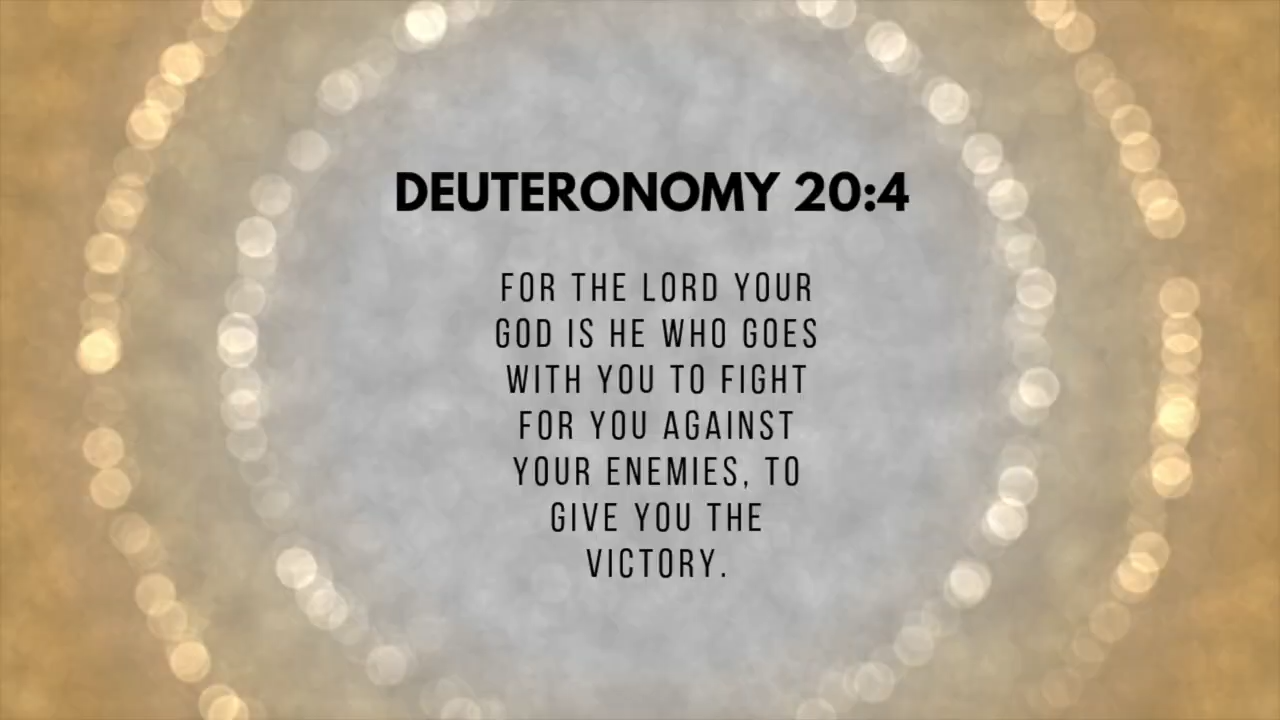 DEUTERONOMY 20:4
FOR THE LORD YOUR
GOD IS HE WHO GOES
WITH YOU TO FIGHT
FOR YOU AGAINST
YOUR ENEMIES, TO
GIVE YOU THE
VICTORY.